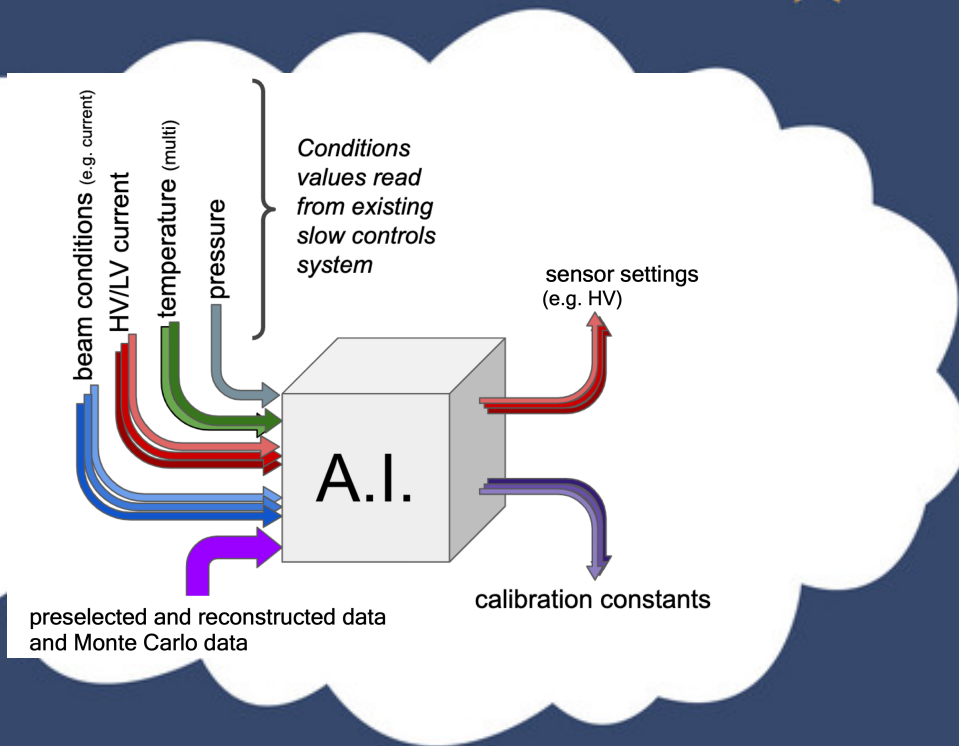 beam conditions (e.g. current)
HV/LV current
temperature (multi)
pressure
Conditions
values read
from existing
slow controls
system
sensor settings
(e.g. HV)
A.I.
calibration constants
preselected and reconstructed data
and Monte Carlo data